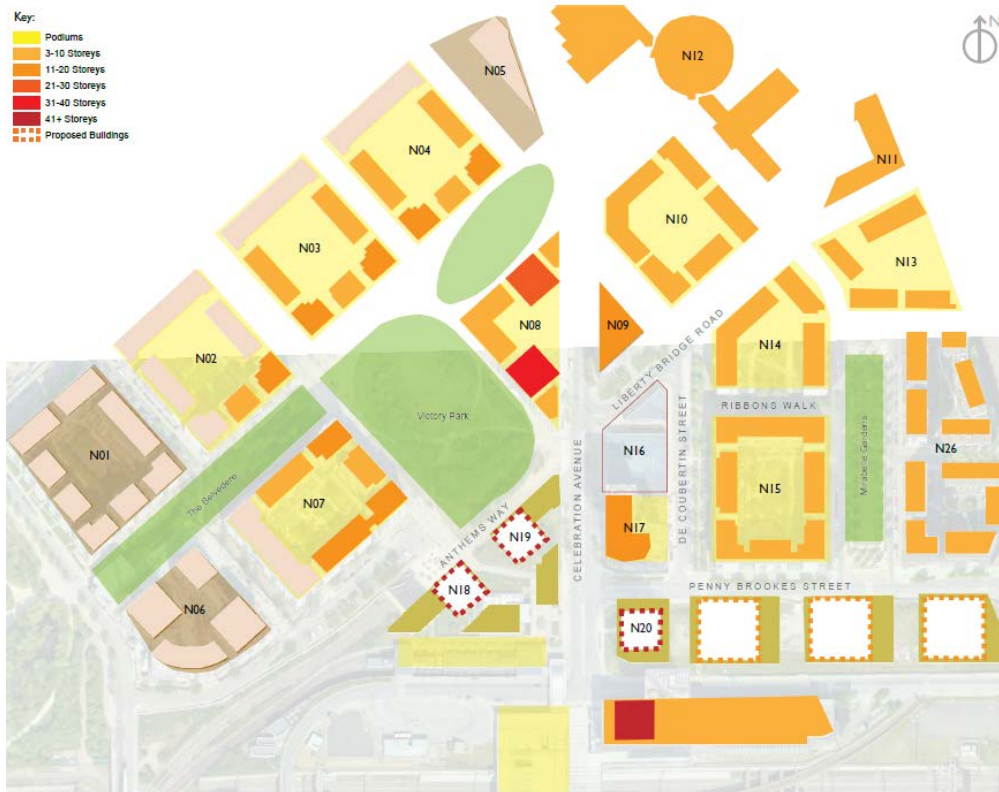 Key:
Podiums
3-10 Storeys
11-20 Storeys
21-30 Storeys
31-40 Storeys
41+ Storeys
Proposed Buildings
N
N12
N05
N04
N11
N10
N03
N13
N08
N09
N02
LIBERTY BRIDGE ROAD
N14
RIBBONS WALK
Victory Park
N01
N16
N26
The Belvedere
N07
N15
Mirabelle Gardens
CELEBRATION AVENUE
DE COUBERTIN STREET
N17
ANTHEMS WAY
N19
N18
PENNY BROOKES STREET
N06
N20